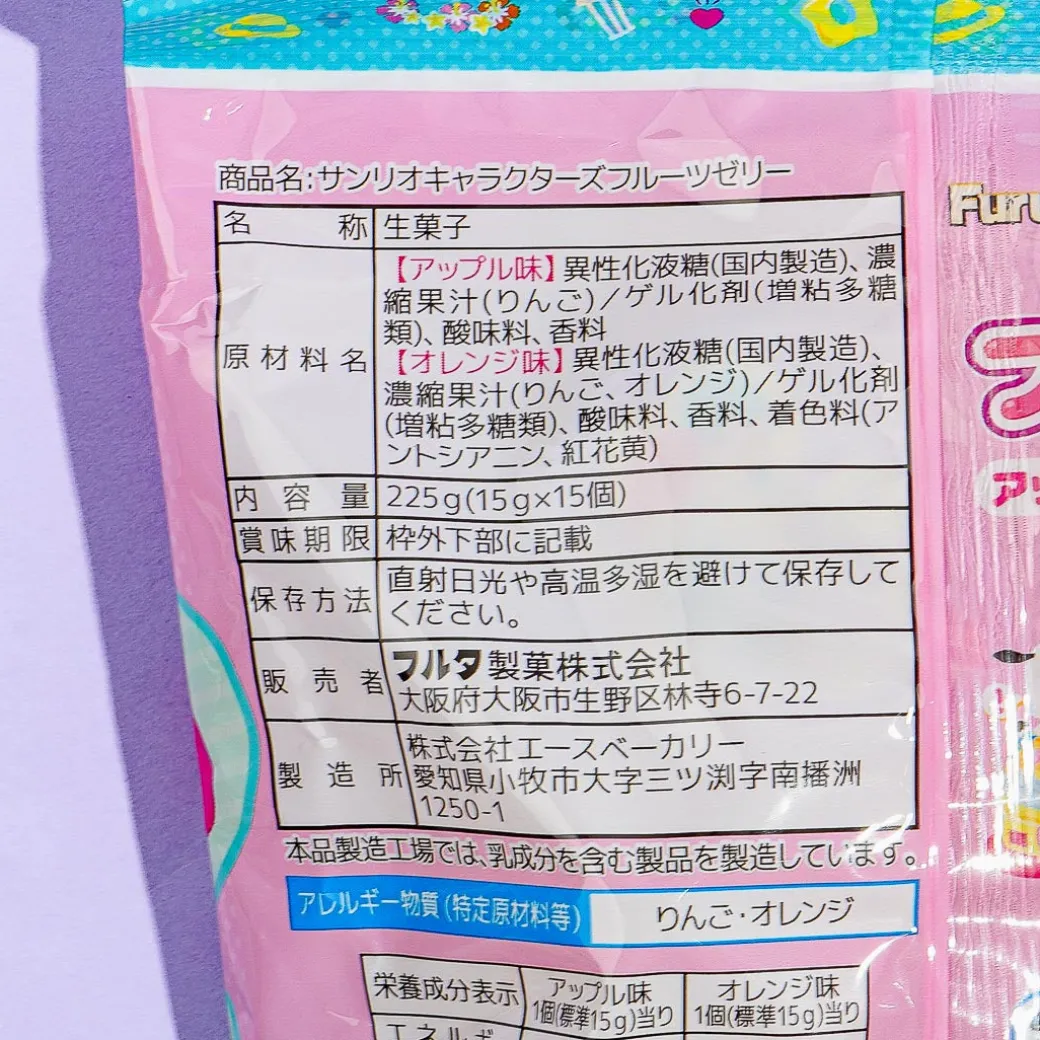 商品名:サンリオキャラクターズフルーツゼリー
名称 生菓子
原材料名 【アップル味】異性化液糖(国内製造)、濃
縮果汁(りんご)/ゲル化剤(増粘多糖
類)、酸味料、香料
【オレンジ味】異性化液糖(国内製造)、
濃縮果汁(りんご、オレンジ)/ゲル化剤
(増粘多糖類)、酸味料、香料、着色料(ア
ントシアニン、紅花黄)
内容量 225g(15g×15個)
賞味期限 枠外下部に記載
保存方法 直射日光や高温多湿を避けて保存して
ください。
販売者 フルタ製菓株式会社
大阪府大阪市生野区林寺6-7-22
製造所 株式会社エースベーカリー
愛知県小牧市大字三ツ渕字南播洲
1250-1
本品製造工場では、乳成分を含む製品を製造しています。
アレルギー物質(特定原材料等) りんご・オレンジ
栄養成分表示 アップル味 オレンジ味
1個(標準15g)当り 1個(標準15g)当り